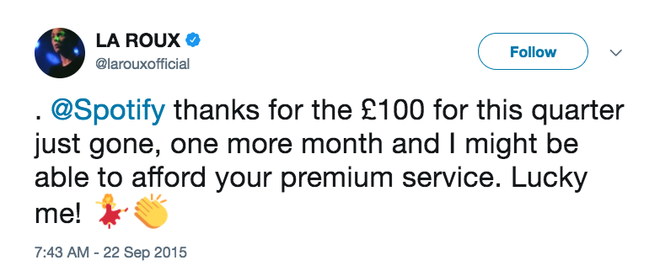 LA ROUX
@larouxofficial
Follow
. @Spotify thanks for the £100 for this quarter
just gone, one more month and I might be
able to afford your premium service. Lucky
me! 💃👏
7:43 AM - 22 Sep 2015